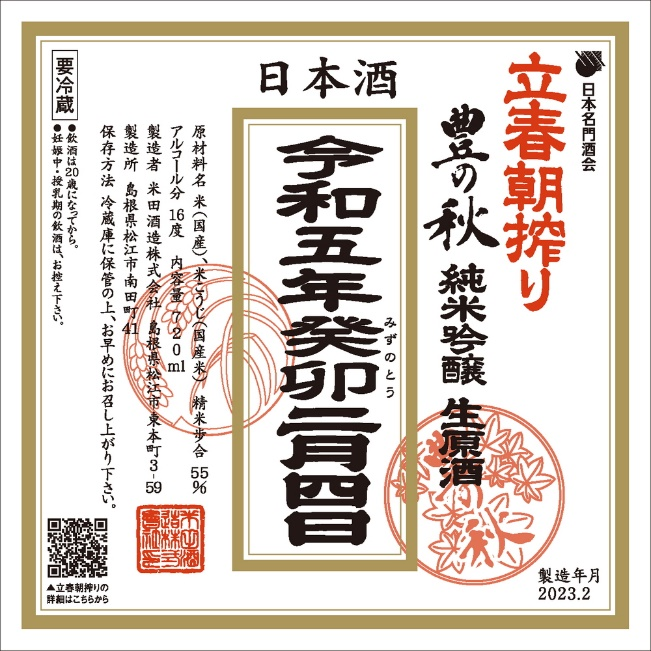 日本名門酒会
立春朝搾り
豊の秋
純米吟醸 生原酒
製造年月
2023.2
日本酒
令和五年癸卯二月四日
みずのとう
原材料名 米(国産)、米こうじ(国産米) 精米歩合 55%
アルコール分 16度 内容量 720ml
製造者 米田酒造株式会社 島根県松江市東本町3-59
製造所 島根県松江市南田町41
保存方法 冷蔵庫に保管の上、お早めにお召し上がり下さい。
要冷蔵
●飲酒は20歳になってから。
●妊娠中・授乳期の飲酒は、お控え下さい。
▲立春朝搾りの
詳細はこちらから